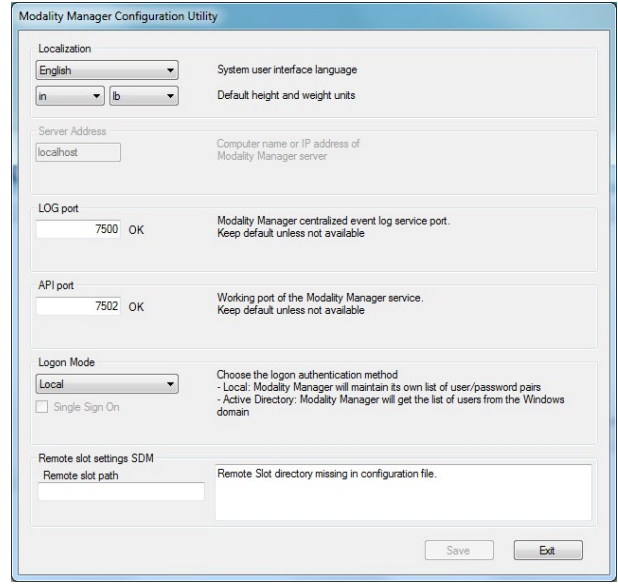 Modality Manager Configuration Utility
Localization
English
System user interface language
in
lb
Default height and weight units
Server Address
localhost
Computer name or IP address of
Modality Manager server
LOG port
7500 OK
Modality Manager centralized event log service port.
Keep default unless not available
API port
7502 OK
Working port of the Modality Manager service.
Keep default unless not available
Logon Mode
Local
Single Sign On
Choose the logon authentication method
- Local: Modality Manager will maintain its own list of user/password pairs
- Active Directory: Modality Manager will get the list of users from the Windows
domain
Remote slot settings SDM
Remote slot path
Remote Slot directory missing in configuration file.
Save
Exit